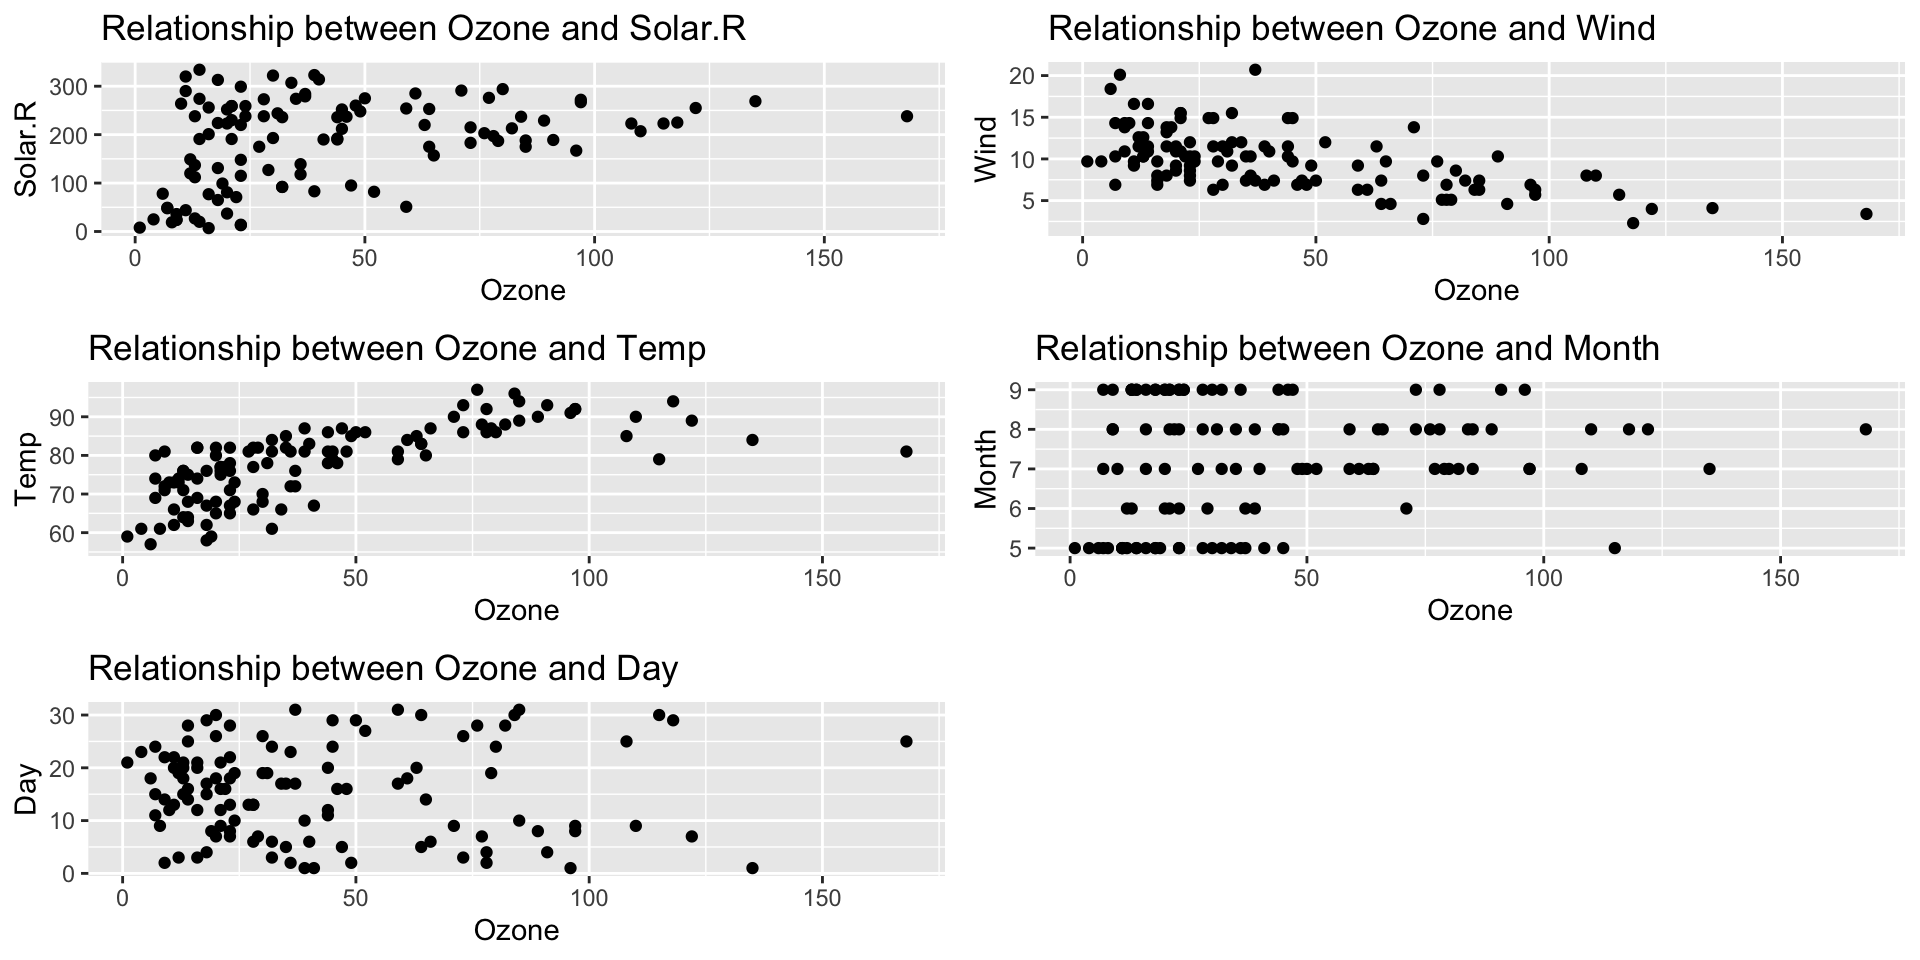 Relationship between Ozone and Solar.R
300
200
100
0
Solar.R
0 50 100 150
Ozone
Relationship between Ozone and Wind
20
15
10
5
Wind
0 50 100 150
Ozone
Relationship between Ozone and Temp
90
80
70
60
Temp
0 50 100 150
Ozone
Relationship between Ozone and Month
9
8
7
6
5
Month
0 50 100 150
Ozone
Relationship between Ozone and Day
30
20
10
0
Day
0 50 100 150
Ozone